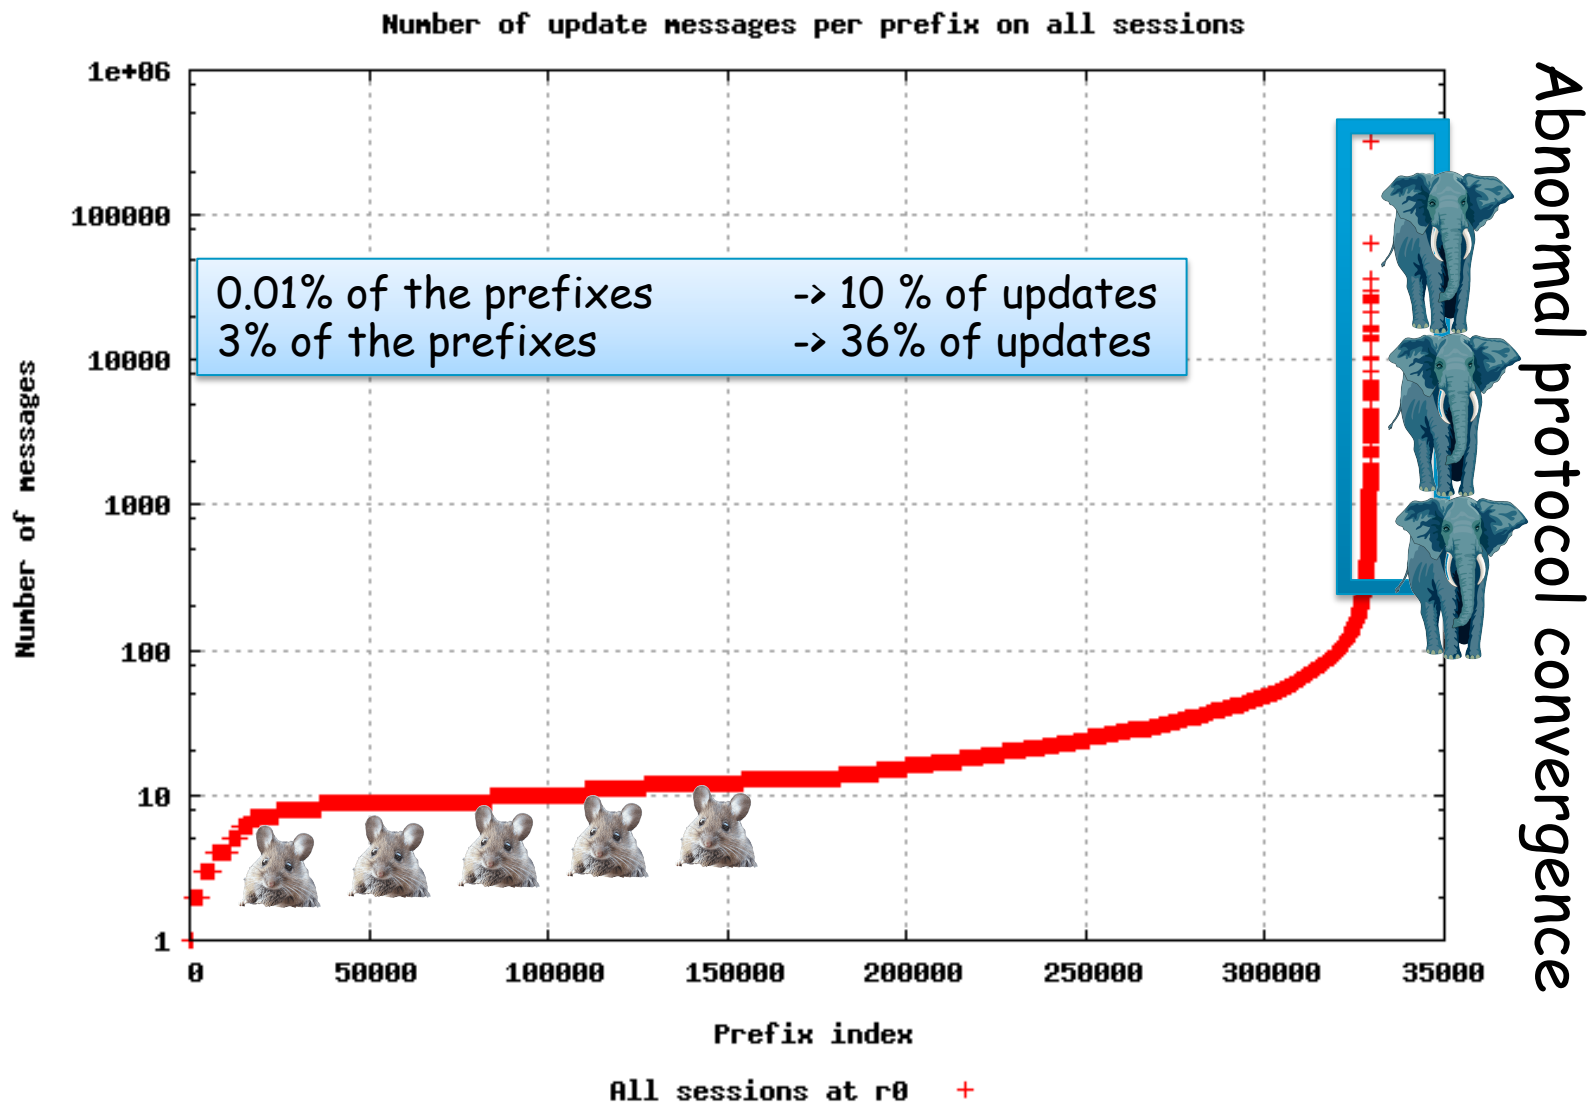 Number of update messages per prefix on all sessions
1e+06
100000
10000
1000
100
10
1
Number of messages
0.01% of the prefixes -> 10 % of updates
3% of the prefixes -> 36% of updates
Abnormal protocol convergence
0 50000 100000 150000 200000 250000 300000 35000
Prefix index
All sessions at r0